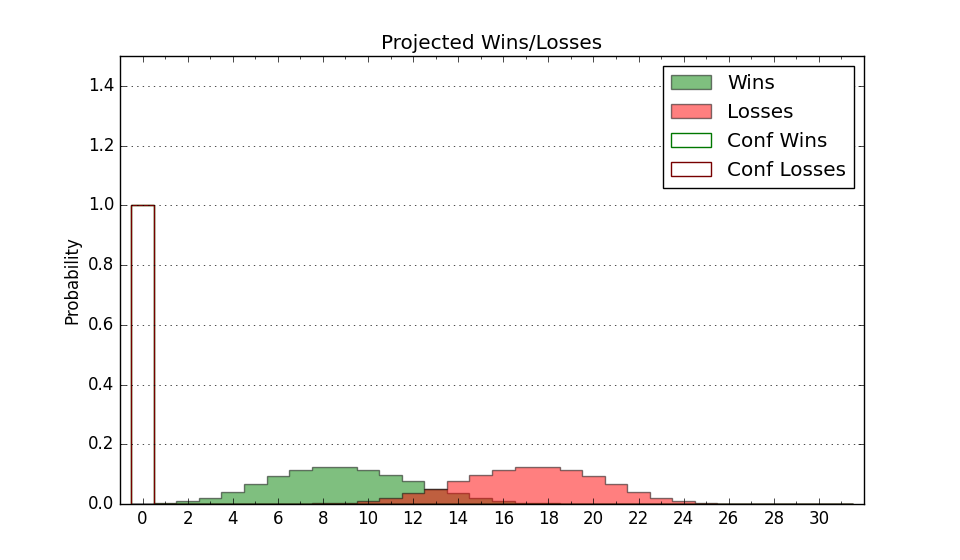 Projected Wins/Losses
1.4
1.2
1.0
0.8
0.6
0.4
0.2
0.0
Probability
Wins
Losses
Conf Wins
Conf Losses
0 2 4 6 8 10 12 14 16 18 20 22 24 26 28 30